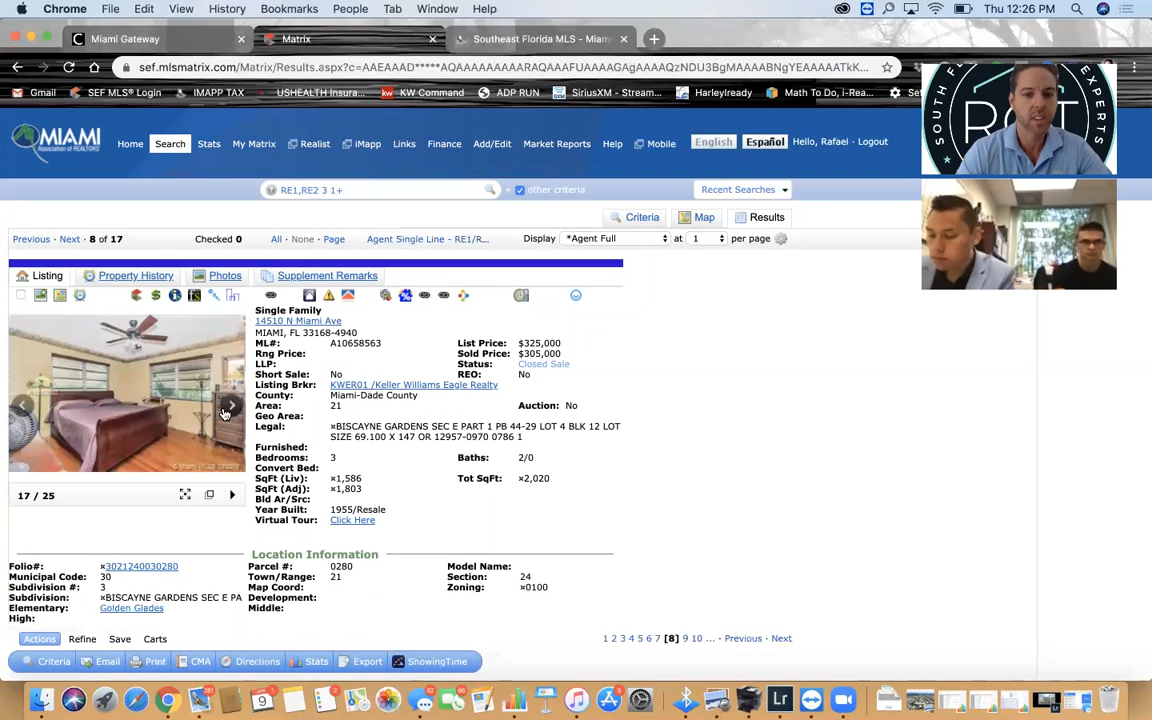 Chrome File Edit View History Bookmarks People Tab Window Help Thu 12:26 PM
Miami Gateway Matrix Southeast Florida MLS - Miam
sef.mlsmatrix.com/Matrix/Results.aspx?c=AAEAAAD*****AQAAAAAAAAARAQAAAFUAAAAGAgAAAAQzNDU3BgMAAAABNgYEAAAAATkK...
Gmail SEF MLS® Login IMAPP TAX USHEALTH Insura... KW Command ADP RUN SiriusXM - Stream... Harleylready Math To Do, i-Rea... Se
SOUTH F EXPERTS
MIAMI
Association of REALTORS®
Home Search Stats My Matrix Realist iMapp Links Finance Add/Edit Market Reports Help Mobile English Español Hello, Rafael · Logout
RE1,RE2 3 1+ + other criteria Recent Searches
Criteria Map Results
Previous · Next · 8 of 17 Checked 0 All · None · Page Agent Single Line - RE1/R... Display *Agent Full at 1 per page
Listing Property History Photos Supplement Remarks
Single Family
14510 N Miami Ave
MIAMI, FL 33168-4940
ML#: A10658563 List Price: $325,000
Rng Price: Sold Price: $305,000
LLP: Status: Closed Sale
Short Sale: No REO: No
Listing Brkr: KWER01 /Keller Williams Eagle Realty
County: Miami-Dade County
Area: 21 Auction: No
Geo Area:
Legal: ¤BISCAYNE GARDENS SEC E PART 1 PB 44-29 LOT 4 BLK 12 LOT
SIZE 69.100 X 147 OR 12957-0970 0786 1
Furnished:
Bedrooms: 3 Baths: 2/0
Convert Bed:
SqFt (Liv): ¤1,586 Tot SqFt: ¤2,020
SqFt (Adj): ¤1,803
Bld Ar/Src:
Year Built: 1955/Resale
Virtual Tour: Click Here
17 / 25
Location Information
Folio#: ¤3021240030280 Parcel #: 0280 Model Name:
Municipal Code: 30 Town/Range: 21 Section: 24
Subdivision #: 3 Map Coord: Zoning: ¤0100
Subdivision: ¤BISCAYNE GARDENS SEC E PA Development:
Elementary: Golden Glades Middle:
High:
Actions Refine Save Carts 1 2 3 4 5 6 7 [8] 9 10 ... Previous · Next
Criteria Email Print CMA Directions Stats Export ShowingTime